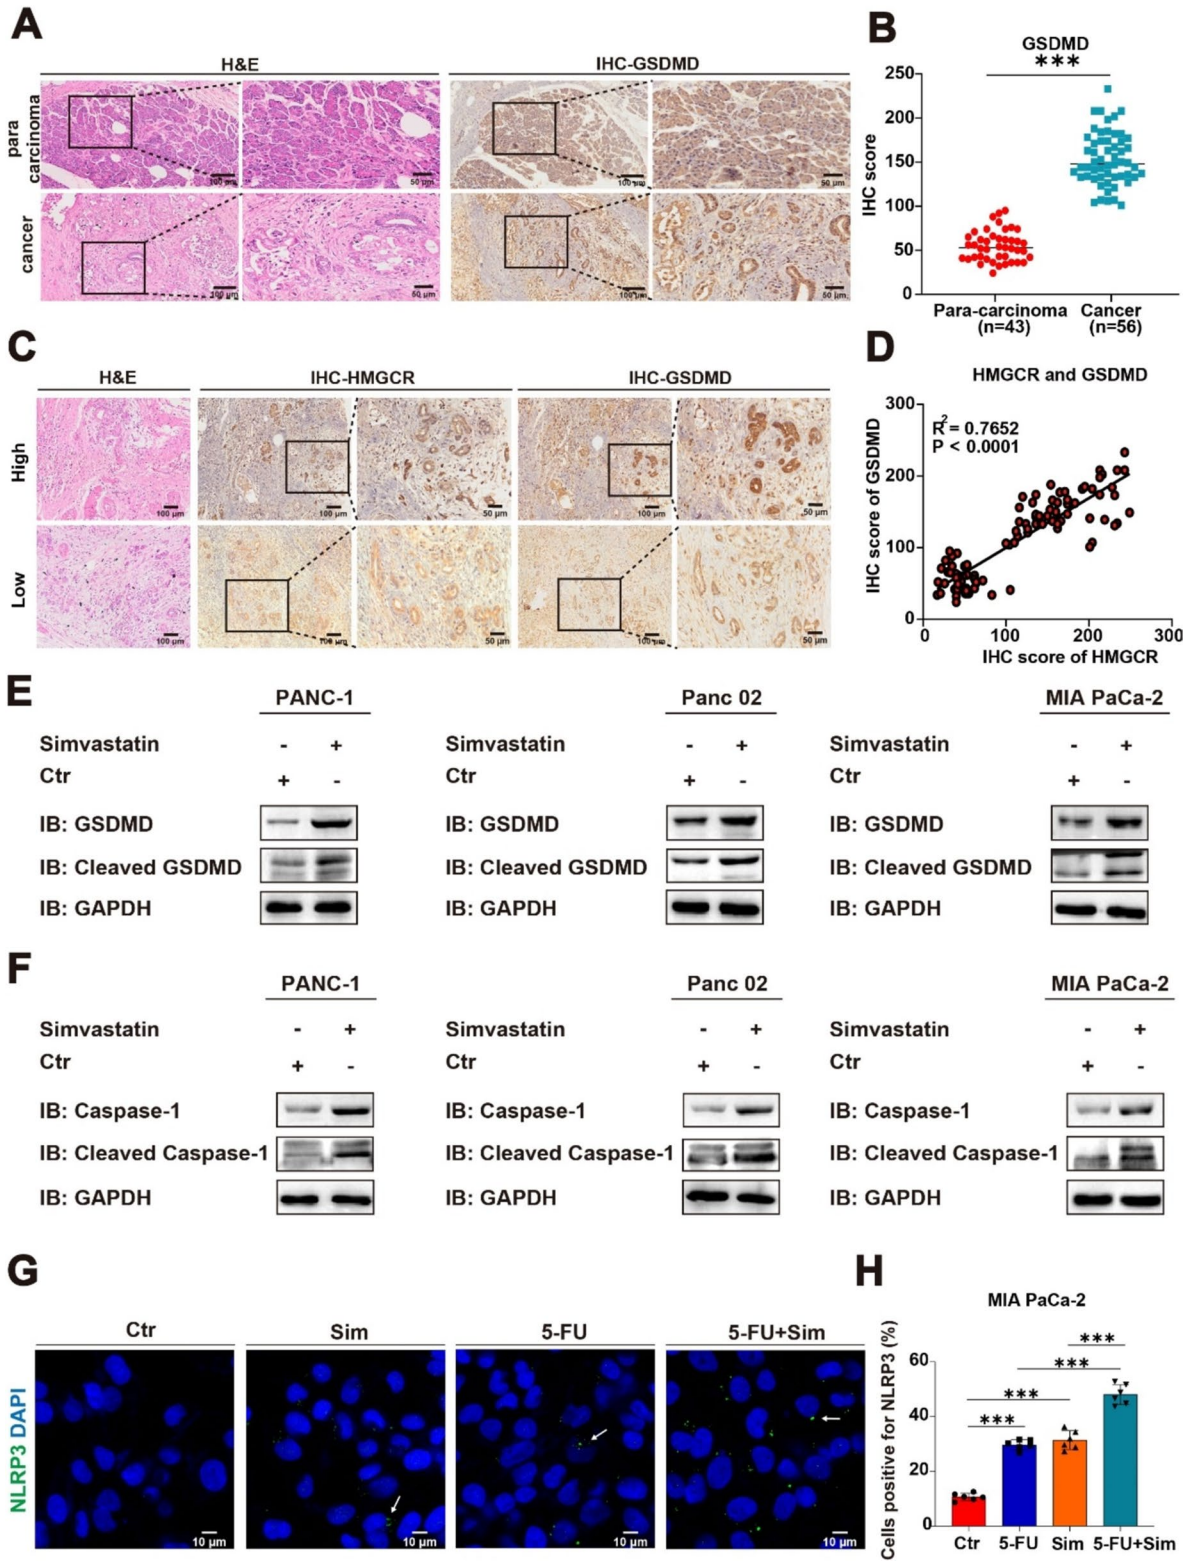 A
H&E
IHC-GSDMD
para
carcinoma
100 μm
50 μm
100 μm
50 μm
cancer
100 μm
50 μm
100 μm
50 μm
B
GSDMD
***
IHC score
250
200
150
100
50
0
Para-carcinoma
(n=43)
Cancer
(n=56)
C
H&E
IHC-HMGCR
IHC-GSDMD
High
100 μm
100 μm
50 μm
100 μm
50 μm
Low
100 μm
100 μm
50 μm
100 μm
50 μm
D
HMGCR and GSDMD
R²= 0.7652
P < 0.0001
IHC score of GSDMD
300
200
100
0
0 100 200 300
IHC score of HMGCR
E
PANC-1 Panc 02 MIA PaCa-2
Simvastatin - + Simvastatin - + Simvastatin - +
Ctr + - Ctr + - Ctr + -
IB: GSDMD IB: GSDMD IB: GSDMD
IB: Cleaved GSDMD IB: Cleaved GSDMD IB: Cleaved GSDMD
IB: GAPDH IB: GAPDH IB: GAPDH
F
PANC-1 Panc 02 MIA PaCa-2
Simvastatin - + Simvastatin - + Simvastatin - +
Ctr + - Ctr + - Ctr + -
IB: Caspase-1 IB: Caspase-1 IB: Caspase-1
IB: Cleaved Caspase-1 IB: Cleaved Caspase-1 IB: Cleaved Caspase-1
IB: GAPDH IB: GAPDH IB: GAPDH
G
Ctr Sim 5-FU 5-FU+Sim
NLRP3 DAPI
10 μm 10 μm 10 μm 10 μm
H
MIA PaCa-2
Cells positive for NLRP3 (%)
***
***
***
***
60
40
20
0
Ctr 5-FU Sim 5-FU+Sim